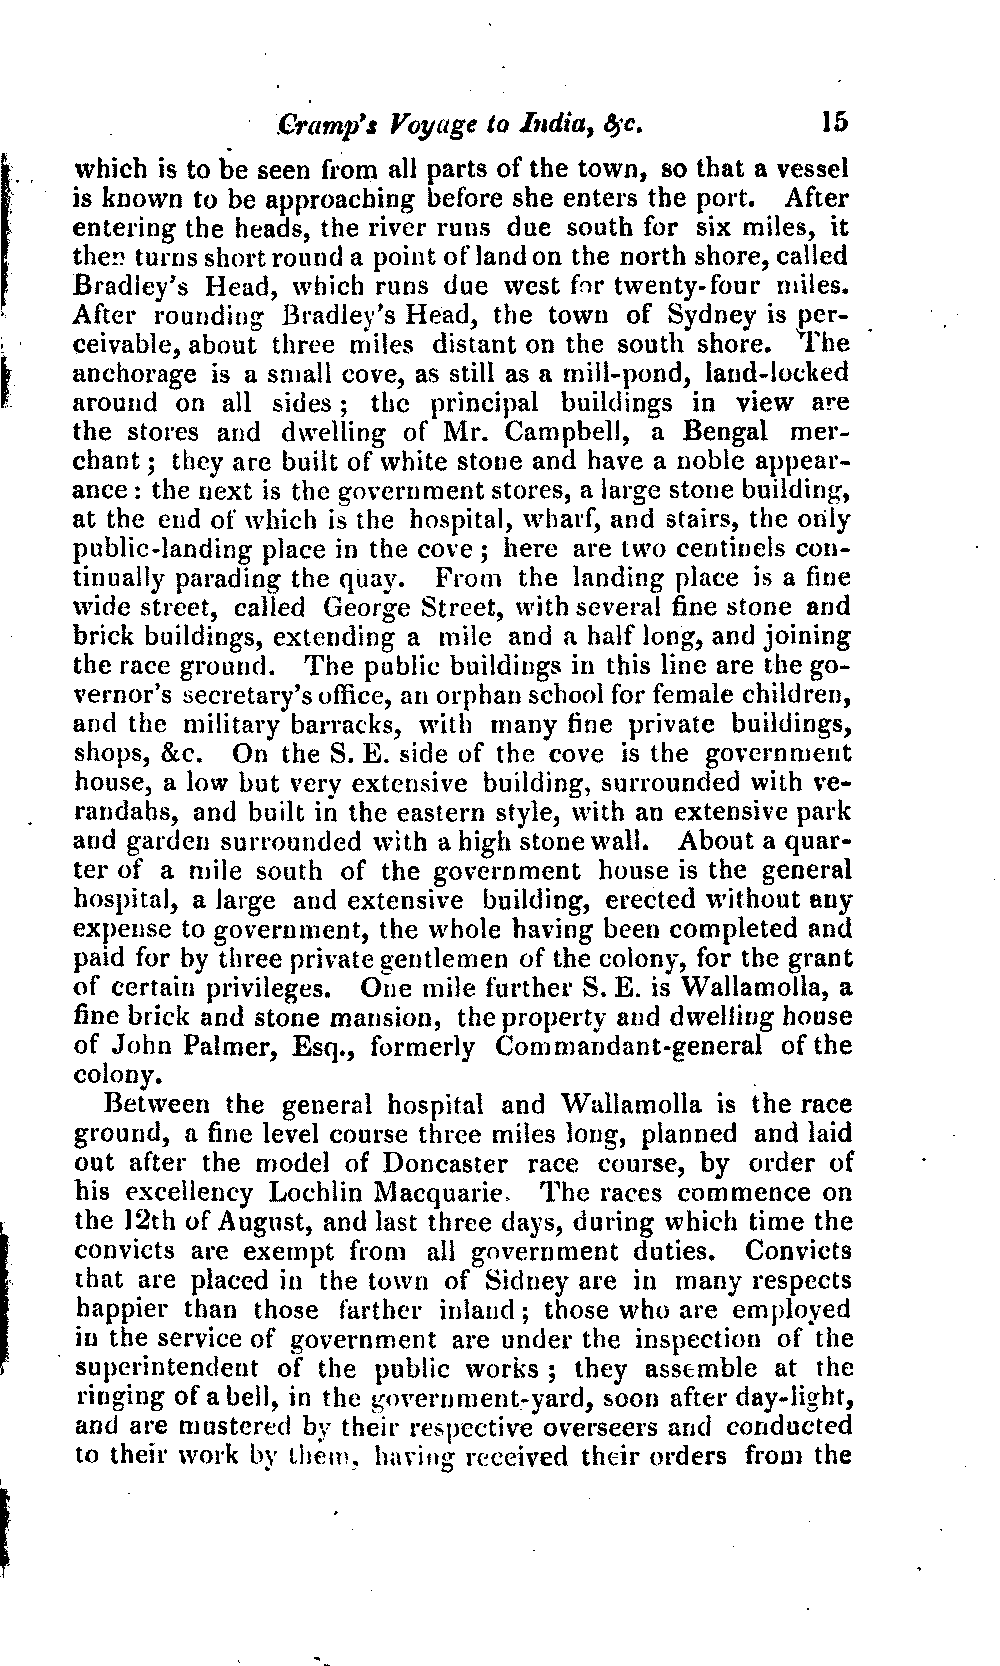 Cramp's Voyage to India, &c. 15
which is to be seen from all parts of the town, so that a vessel
is known to be approaching before she enters the port. After
entering the heads, the river runs due south for six miles, it
then turns short round a point of land on the north shore, called
Bradley's Head, which runs due west for twenty-four miles.
After rounding Bradley's Head, the town of Sydney is per-
ceivable, about three miles distant on the south shore. The
anchorage is a small cove, as still as a mill-pond, land-locked
around on all sides; the principal buildings in view are
the stores and dwelling of Mr. Campbell, a Bengal mer-
chant; they are built of white stone and have a noble appear-
ance: the next is the government stores, a large stone building,
at the end of which is the hospital, wharf, and stairs, the only
public-landing place in the cove; here are two centinels con-
tinually parading the quay. From the landing place is a fine
wide street, called George Street, with several fine stone and
brick buildings, extending a mile and a half long, and joining
the race ground. The public buildings in this line are the go-
vernor's secretary's office, an orphan school for female children,
and the military barracks, with many fine private buildings,
shops, &c. On the S. E. side of the cove is the government
house, a low but very extensive building, surrounded with ve-
randahs, and built in the eastern style, with an extensive park
and garden surrounded with a high stone wall. About a quar-
ter of a mile south of the government house is the general
hospital, a large and extensive building, erected without any
expense to government, the whole having been completed and
paid for by three private gentlemen of the colony, for the grant
of certain privileges. One mile further S. E. is Wallamolla, a
fine brick and stone mansion, the property and dwelling house
of John Palmer, Esq., formerly Commandant-general of the
colony.
Between the general hospital and Wallamolla is the race
ground, a fine level course three miles long, planned and laid
out after the model of Doncaster race course, by order of
his excellency Lochlin Macquarie. The races commence on
the 12th of August, and last three days, during which time the
convicts are exempt from all government duties. Convicts
that are placed in the town of Sidney are in many respects
happier than those farther inland; those who are employed
in the service of government are under the inspection of the
superintendent of the public works; they assemble at the
ringing of a bell, in the government-yard, soon after day-light,
and are mustered by their respective overseers and conducted
to their work by them, having received their orders from the